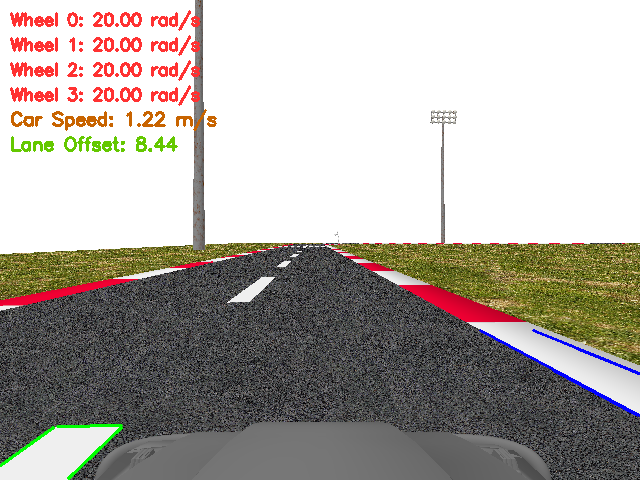 Wheel 0: 20.00 rad/s
Wheel 1: 20.00 rad/s
Wheel 2: 20.00 rad/s
Wheel 3: 20.00 rad/s
Car Speed: 1.22 m/s
Lane Offset: 8.44